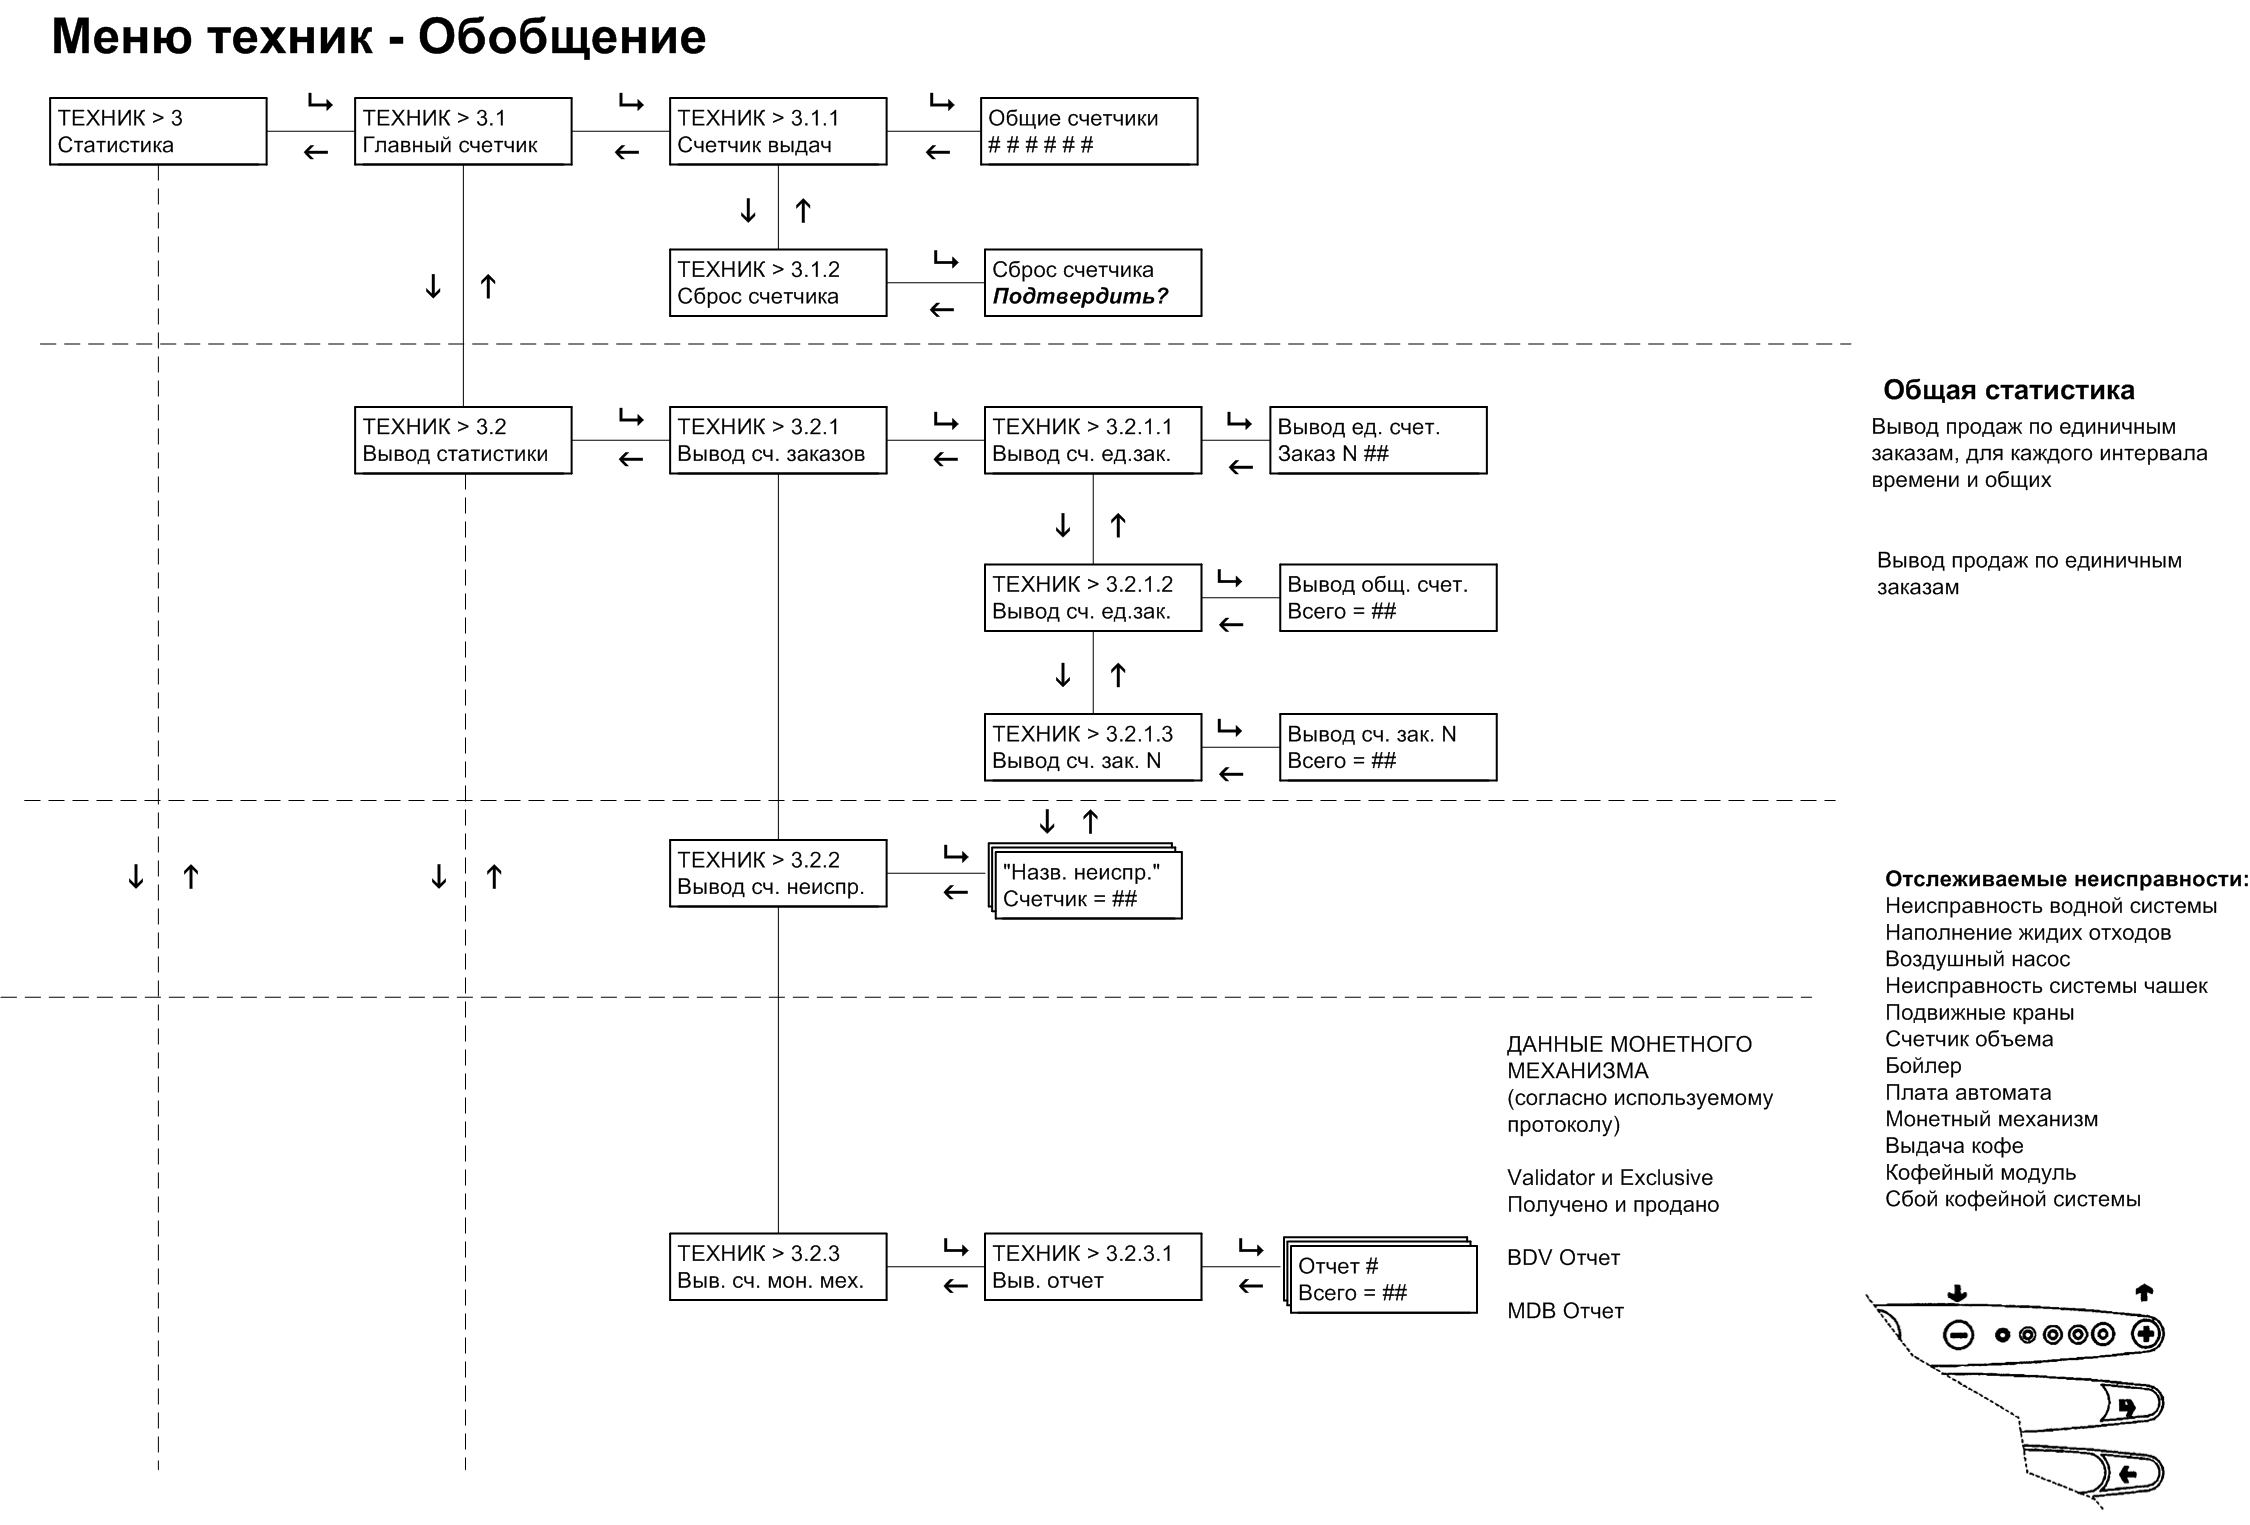 Меню техник - Обобщение
ТЕХНИК > 3
Статистика
ТЕХНИК > 3.1
Главный счетчик
ТЕХНИК > 3.1.1
Счетчик выдач
Общие счетчики
# # # # # #
ТЕХНИК > 3.1.2
Сброс счетчика
Сброс счетчика
Подтвердить?
ТЕХНИК > 3.2
Вывод статистики
ТЕХНИК > 3.2.1
Вывод сч. заказов
ТЕХНИК > 3.2.1.1
Вывод сч. ед.зак.
Вывод ед. счет.
Заказ N ##
Общая статистика
Вывод продаж по единичным
заказам, для каждого интервала
времени и общих
ТЕХНИК > 3.2.1.2
Вывод сч. ед.зак.
Вывод общ. счет.
Всего = ##
Вывод продаж по единичным
заказам
ТЕХНИК > 3.2.1.3
Вывод сч. зак. N
Вывод сч. зак. N
Всего = ##
ТЕХНИК > 3.2.2
Вывод сч. неиспр.
"Назв. неиспр."
Счетчик = ##
Отслеживаемые неисправности:
Неисправность водной системы
Наполнение жидих отходов
Воздушный насос
Неисправность системы чашек
Подвижные краны
Счетчик объема
Бойлер
Плата автомата
Монетный механизм
Выдача кофе
Кофейный модуль
Сбой кофейной системы
ДАННЫЕ МОНЕТНОГО
МЕХАНИЗМА
(согласно используемому
протоколу)
Validator и Exclusive
Получено и продано
BDV Отчет
MDB Отчет
ТЕХНИК > 3.2.3
Выв. сч. мон. мех.
ТЕХНИК > 3.2.3.1
Выв. отчет
Отчет #
Всего = ##